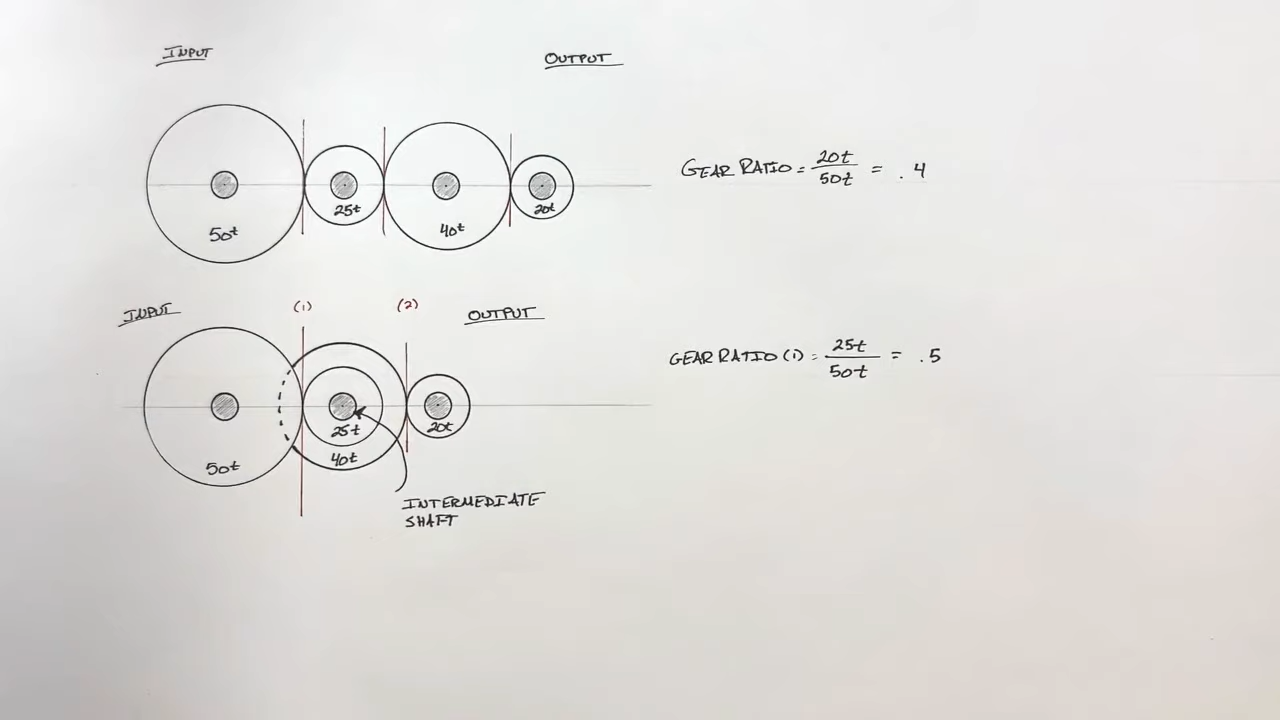 INPUT
OUTPUT
50t
25t
40t
20t
GEAR RATIO = 20t/50t = .4
INPUT
(1)
(2)
OUTPUT
50t
25t
40t
20t
INTERMEDIATE
SHAFT
GEAR RATIO (1) = 25t/50t = .5